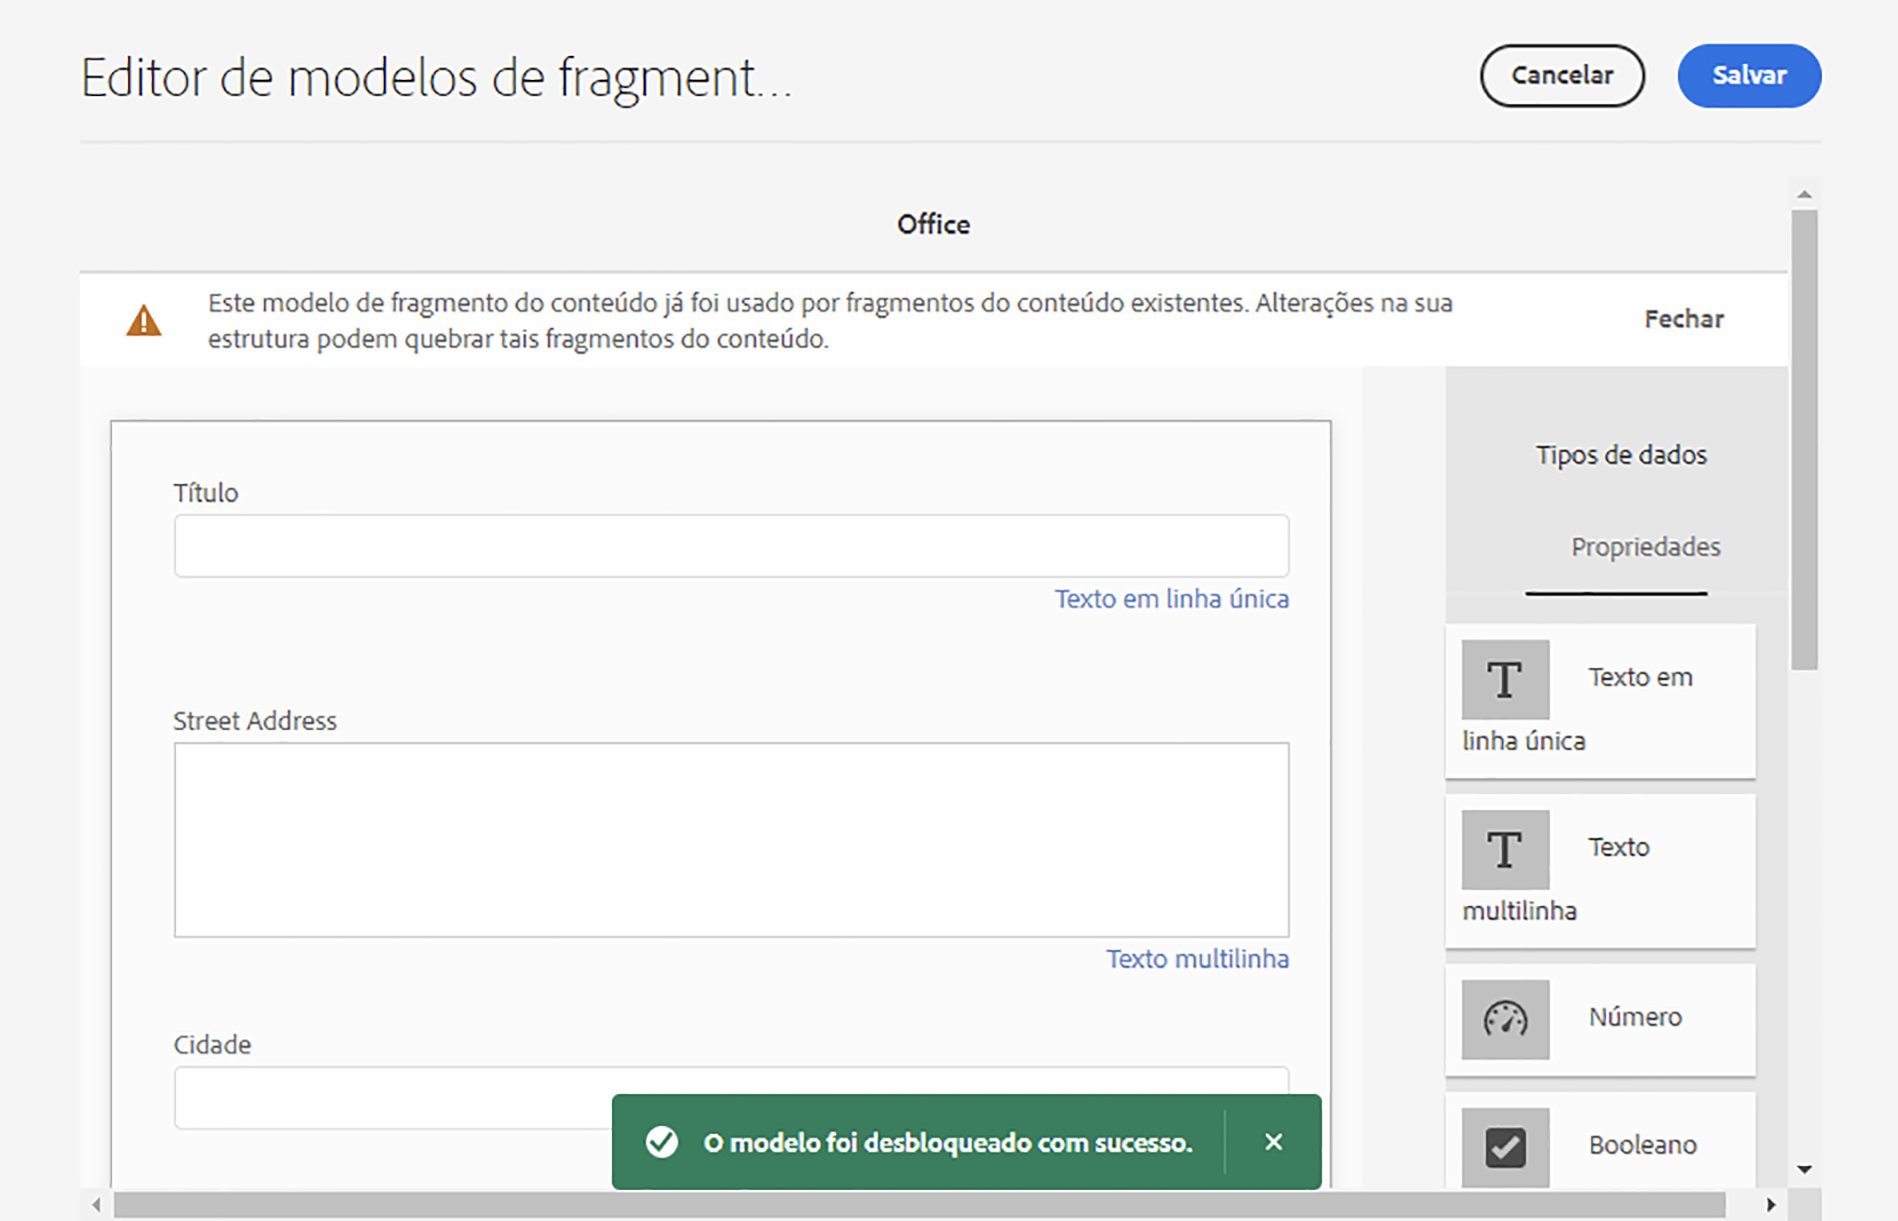 Editor de modelos de fragment...
Cancelar
Salvar
Office
Este modelo de fragmento do conteúdo já foi usado por fragmentos do conteúdo existentes. Alterações na sua
estrutura podem quebrar tais fragmentos do conteúdo.
Fechar
Título
Texto em linha única
Street Address
Texto multilinha
Cidade
Tipos de dados
Propriedades
Texto em
linha única
Texto
multilinha
Número
Booleano
O modelo foi desbloqueado com sucesso.